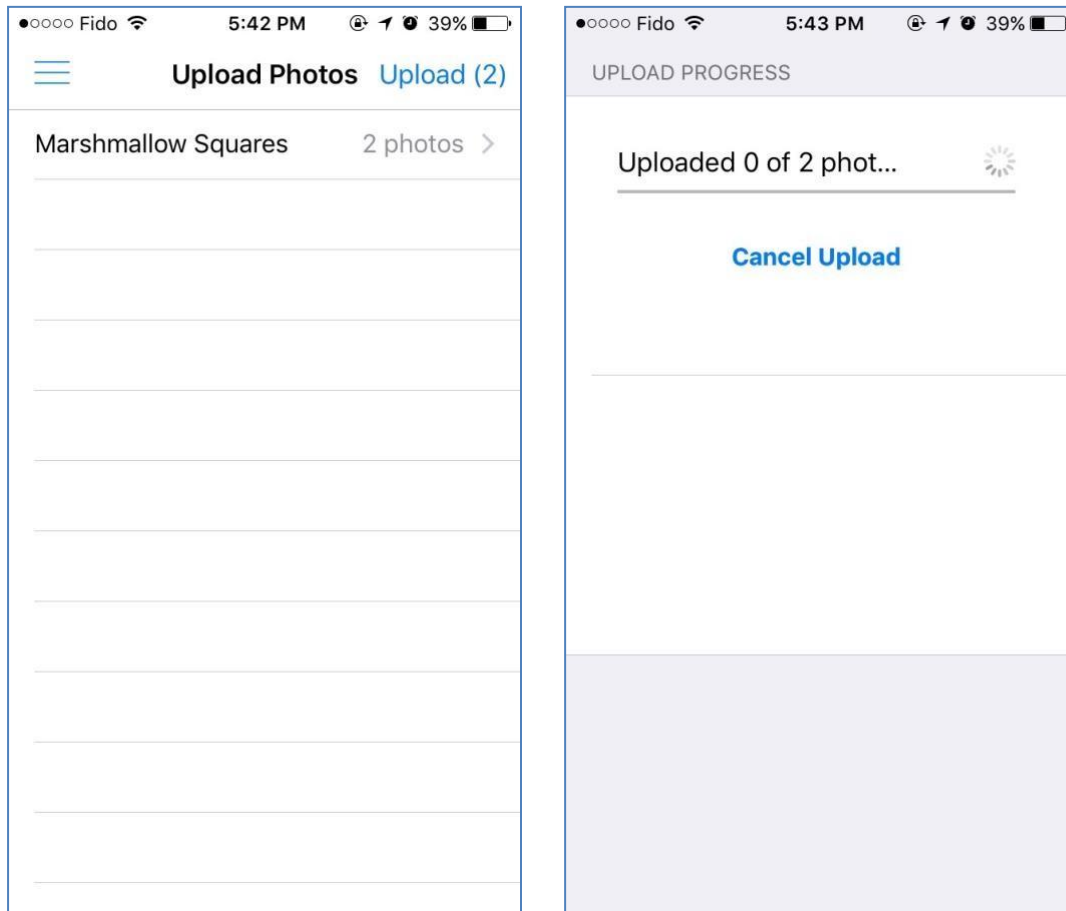 Fido 5:42 PM 39%
Upload Photos Upload (2)
Marshmallow Squares 2 photos
Fido 5:43 PM 39%
UPLOAD PROGRESS
Uploaded 0 of 2 phot...
Cancel Upload